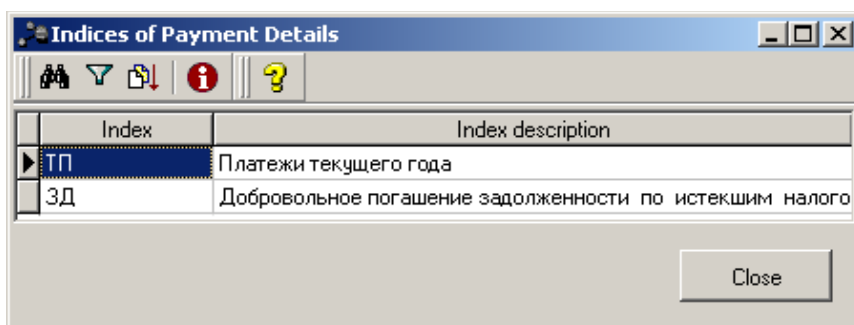 Indices of Payment Details
Index Index description
ТП Платежи текущего года
ЗД Добровольное погашение задолженности по истекшим налого
Close